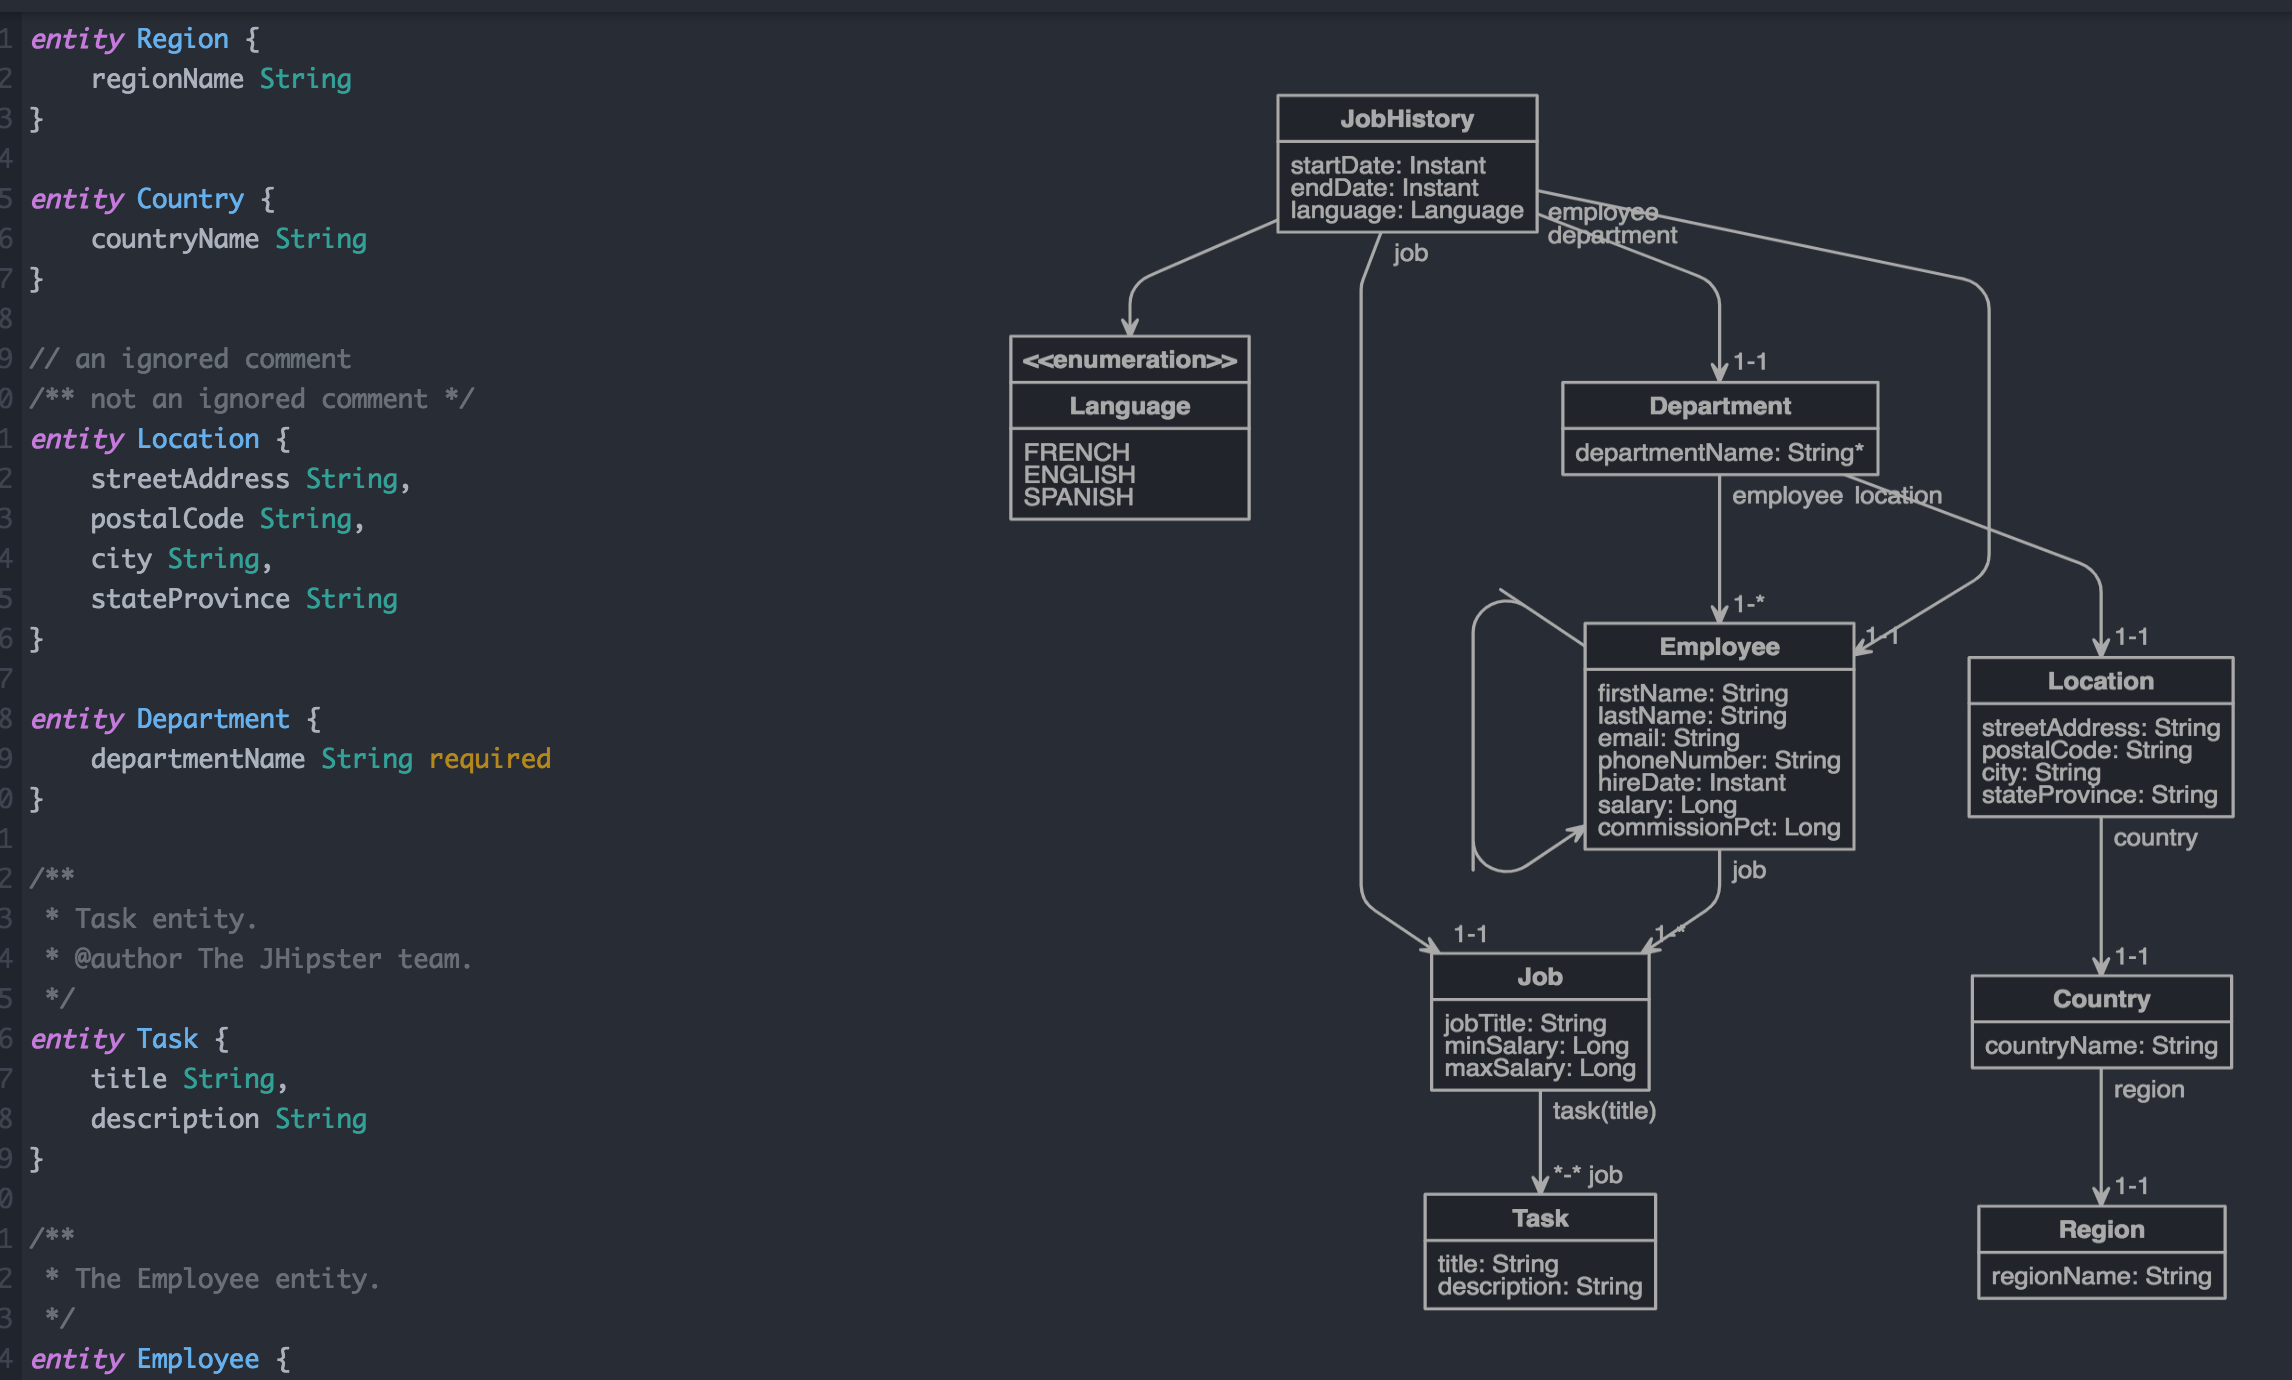 1 entity Region {
2 regionName String
3 }
4
5 entity Country {
6 countryName String
7 }
8
9 // an ignored comment
0 /** not an ignored comment */
1 entity Location {
2 streetAddress String,
3 postalCode String,
4 city String,
5 stateProvince String
6 }
7
8 entity Department {
9 departmentName String required
0 }
1
2 /**
3 * Task entity.
4 * @author The JHipster team.
5 */
6 entity Task {
7 title String,
8 description String
9 }
0
1 /**
2 * The Employee entity.
3 */
4 entity Employee {
JobHistory
startDate: Instant
endDate: Instant
language: Language
employee
department
job
<<enumeration>>
Language
FRENCH
ENGLISH
SPANISH
1-1
Department
departmentName: String*
employee location
1-*
1-1
Employee
firstName: String
lastName: String
email: String
phoneNumber: String
hireDate: Instant
salary: Long
commissionPct: Long
job
1-1
Location
streetAddress: String
postalCode: String
city: String
stateProvince: String
country
1-1
1-*
Job
jobTitle: String
minSalary: Long
maxSalary: Long
task(title)
1-1
Country
countryName: String
region
*-* job
Task
title: String
description: String
1-1
Region
regionName: String